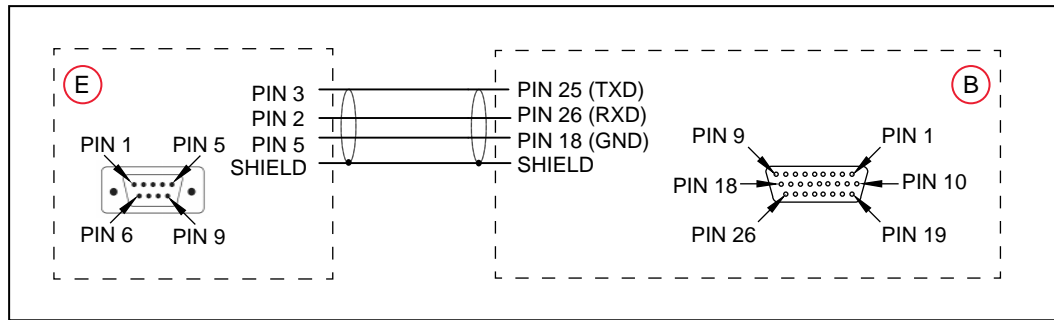 E
PIN 3
PIN 2
PIN 5
SHIELD
PIN 1
PIN 5
PIN 6
PIN 9
PIN 25 (TXD)
PIN 26 (RXD)
PIN 18 (GND)
SHIELD
B
PIN 9
PIN 1
PIN 18
PIN 10
PIN 26
PIN 19